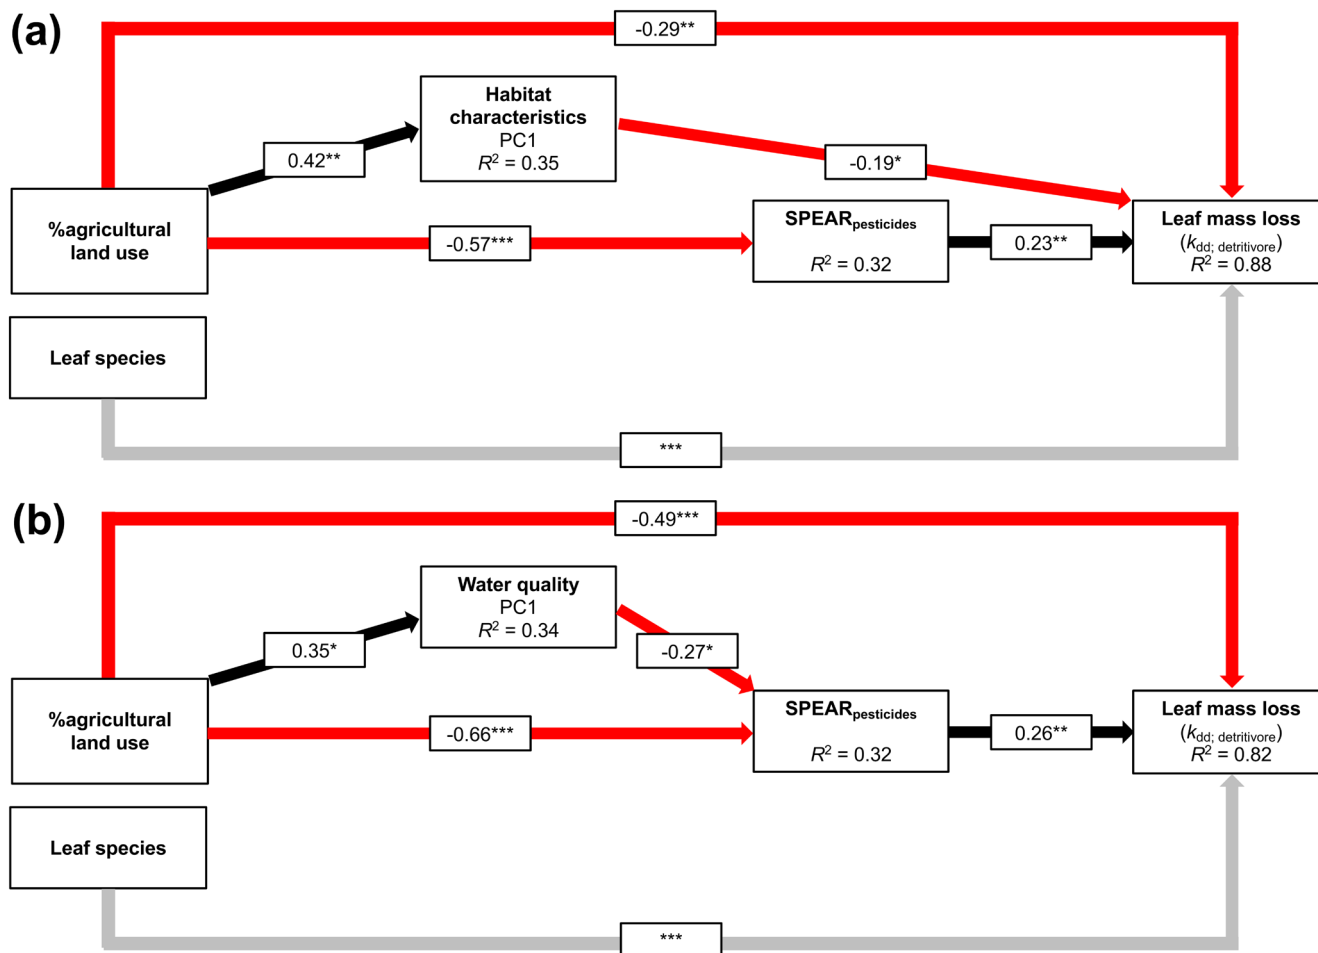 (a)
-0.29**
Habitat
characteristics
PC1
R² = 0.35
0.42**
-0.19*
%agricultural
land use
-0.57***
SPEARpesticides
R² = 0.32
0.23**
Leaf mass loss
(kdd; detritivore)
R² = 0.88
Leaf species
***
(b)
-0.49***
Water quality
PC1
R² = 0.34
0.35*
-0.27*
%agricultural
land use
-0.66***
SPEARpesticides
R² = 0.32
0.26**
Leaf mass loss
(kdd; detritivore)
R² = 0.82
Leaf species
***